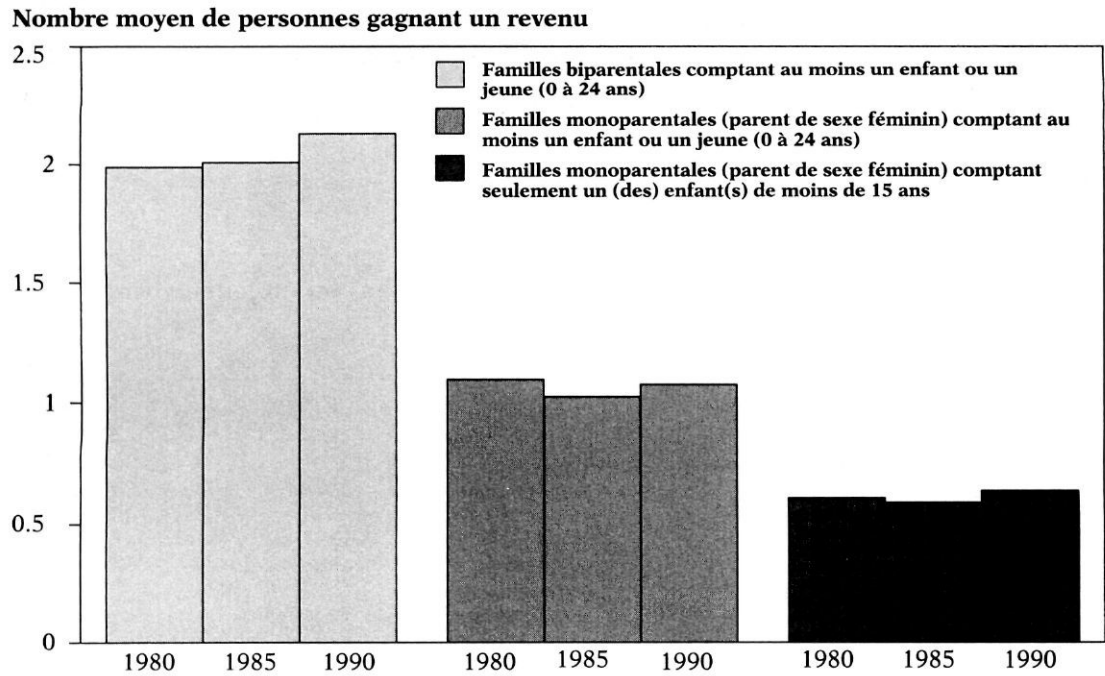 Nombre moyen de personnes gagnant un revenu
2.5
2
1.5
1
0.5
0
Familles biparentales comptant au moins un enfant ou un
jeune (0 à 24 ans)
Familles monoparentales (parent de sexe féminin) comptant au
moins un enfant ou un jeune (0 à 24 ans)
Familles monoparentales (parent de sexe féminin) comptant
seulement un (des) enfant(s) de moins de 15 ans
1980 1985 1990 1980 1985 1990 1980 1985 1990